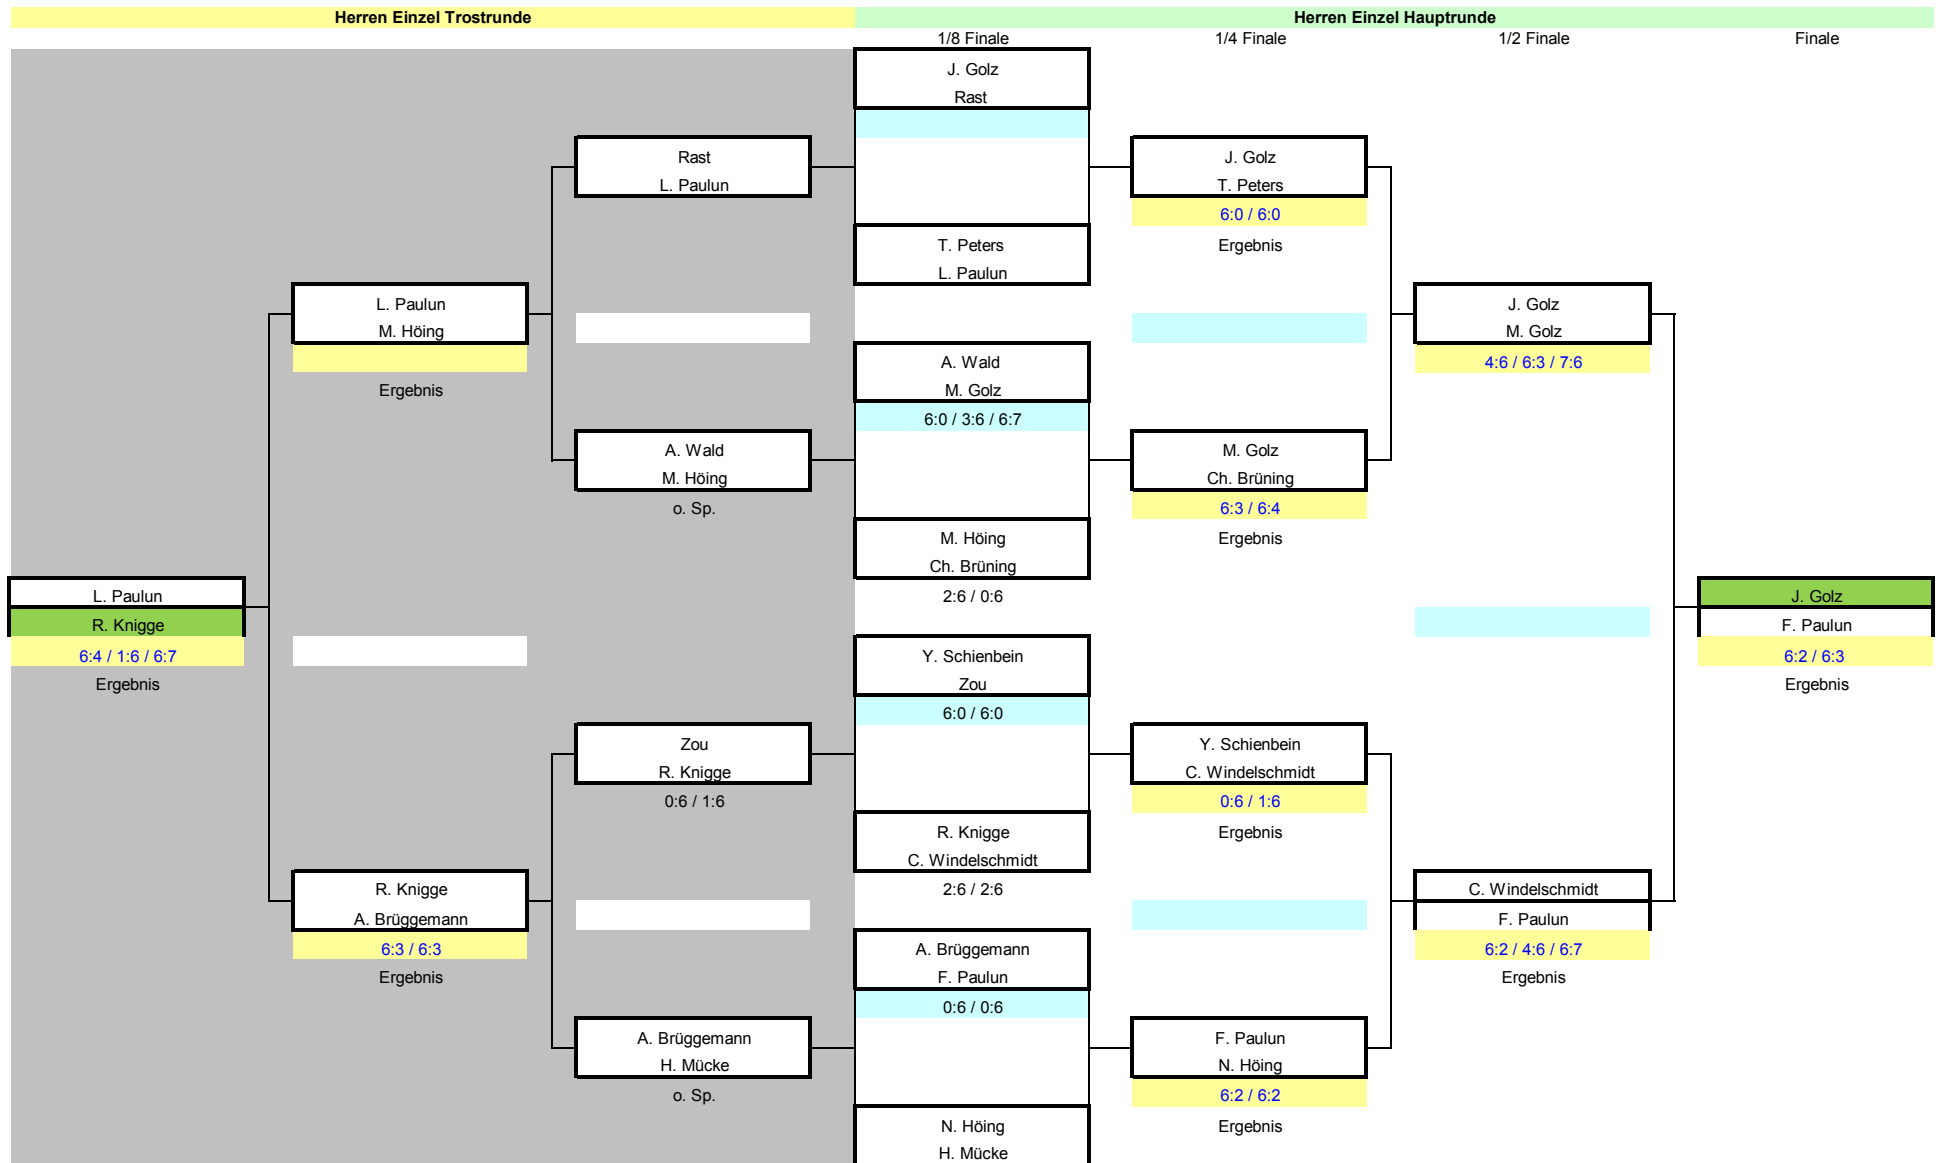 Herren Einzel Trostrunde
Herren Einzel Hauptrunde
1/8 Finale
1/4 Finale
1/2 Finale
Finale
J. Golz
Rast
Rast
L. Paulun
J. Golz
T. Peters
6:0 / 6:0
T. Peters
L. Paulun
Ergebnis
L. Paulun
M. Höing
Ergebnis
J. Golz
M. Golz
4:6 / 6:3 / 7:6
A. Wald
M. Golz
6:0 / 3:6 / 6:7
A. Wald
M. Höing
o. Sp.
M. Golz
Ch. Brüning
6:3 / 6:4
Ergebnis
M. Höing
Ch. Brüning
2:6 / 0:6
L. Paulun
R. Knigge
6:4 / 1:6 / 6:7
Ergebnis
J. Golz
F. Paulun
6:2 / 6:3
Ergebnis
Y. Schienbein
Zou
6:0 / 6:0
Zou
R. Knigge
0:6 / 1:6
Y. Schienbein
C. Windelschmidt
0:6 / 1:6
Ergebnis
R. Knigge
C. Windelschmidt
2:6 / 2:6
R. Knigge
A. Brüggemann
6:3 / 6:3
Ergebnis
C. Windelschmidt
F. Paulun
6:2 / 4:6 / 6:7
Ergebnis
A. Brüggemann
F. Paulun
0:6 / 0:6
A. Brüggemann
H. Mücke
o. Sp.
F. Paulun
N. Höing
6:2 / 6:2
Ergebnis
N. Höing
H. Mücke